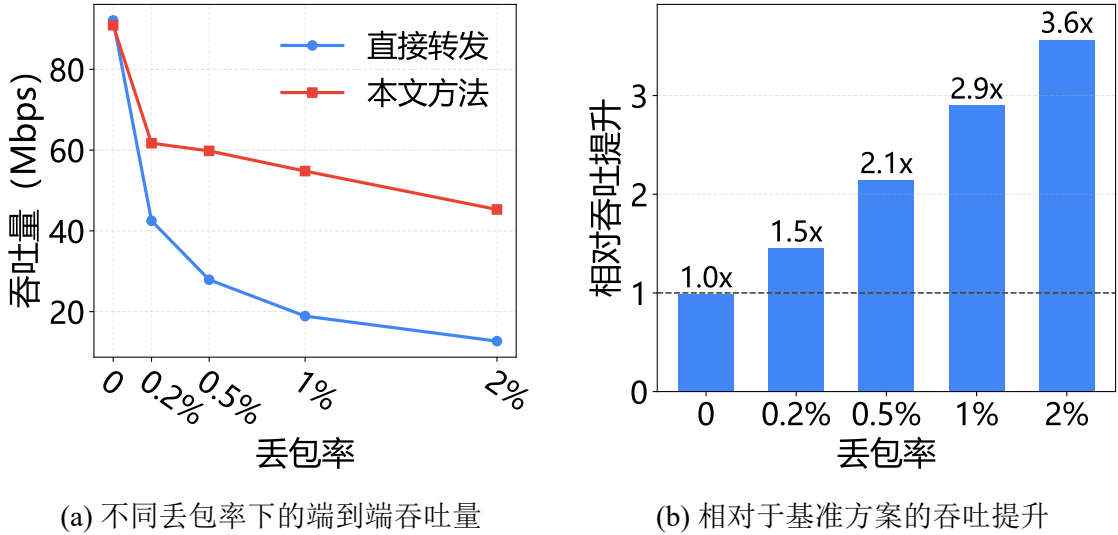 吞吐量（Mbps）
80
60
40
20
直接转发
本文方法
0
0.2%
0.5%
1%
2%
丢包率
(a) 不同丢包率下的端到端吞吐量
相对吞吐提升
3
2
1
0
1.0x
1.5x
2.1x
2.9x
3.6x
0
0.2%
0.5%
1%
2%
丢包率
(b) 相对于基准方案的吞吐提升